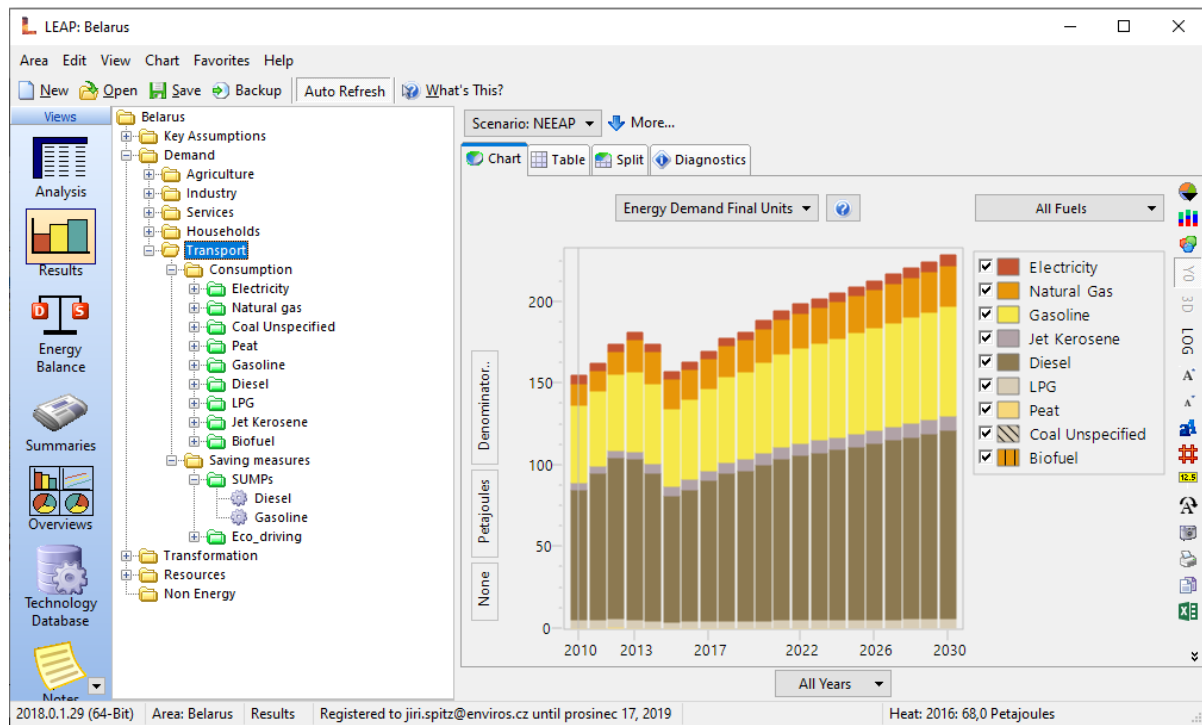 LEAP: Belarus
Area Edit View Chart Favorites Help
New Open Save Backup Auto Refresh What's This?
Views
Analysis
Results
Energy
Balance
Summaries
Overviews
Technology
Database
Notes
Belarus
Key Assumptions
Demand
Agriculture
Industry
Services
Households
Transport
Consumption
Electricity
Natural gas
Coal Unspecified
Peat
Gasoline
Diesel
LPG
Jet Kerosene
Biofuel
Saving measures
SUMPs
Diesel
Gasoline
Eco_driving
Transformation
Resources
Non Energy
Scenario: NEEAP More...
Chart Table Split Diagnostics
Energy Demand Final Units All Fuels
Denominator..
Petajoules
None
200
150
100
50
0
2010 2013 2017 2022 2026 2030
Electricity
Natural Gas
Gasoline
Jet Kerosene
Diesel
LPG
Peat
Coal Unspecified
Biofuel
Y0
3D
LOG
A
A
12.5
All Years
2018.0.1.29 (64-Bit) Area: Belarus Results Registered to jiri.spitz@enviros.cz until prosinec 17, 2019 Heat: 2016: 68,0 Petajoules